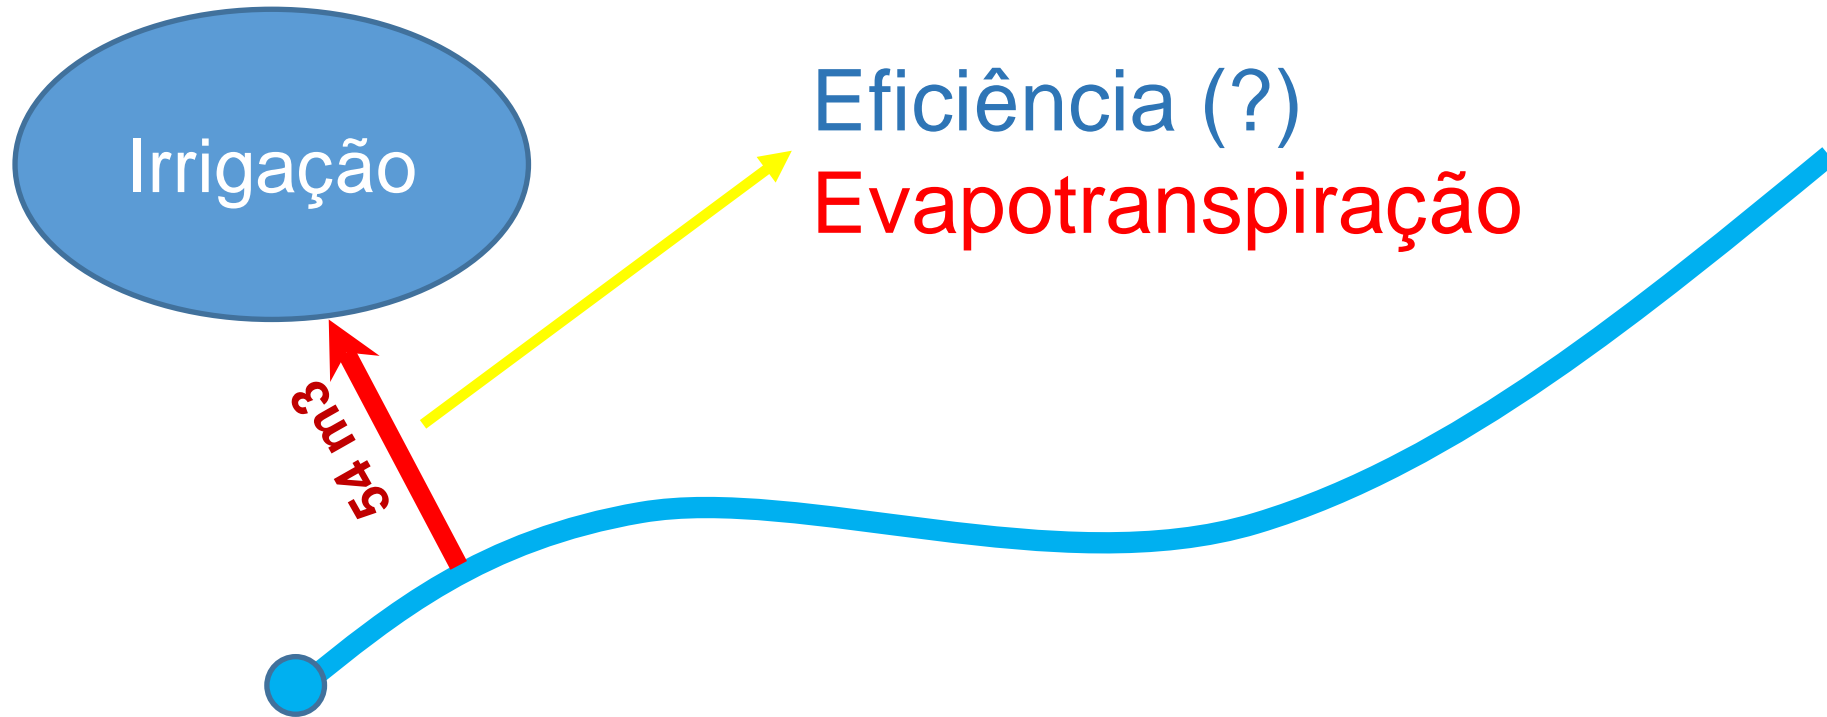 Eficiência (?)
Irrigação
Evapotranspiração
54 m3